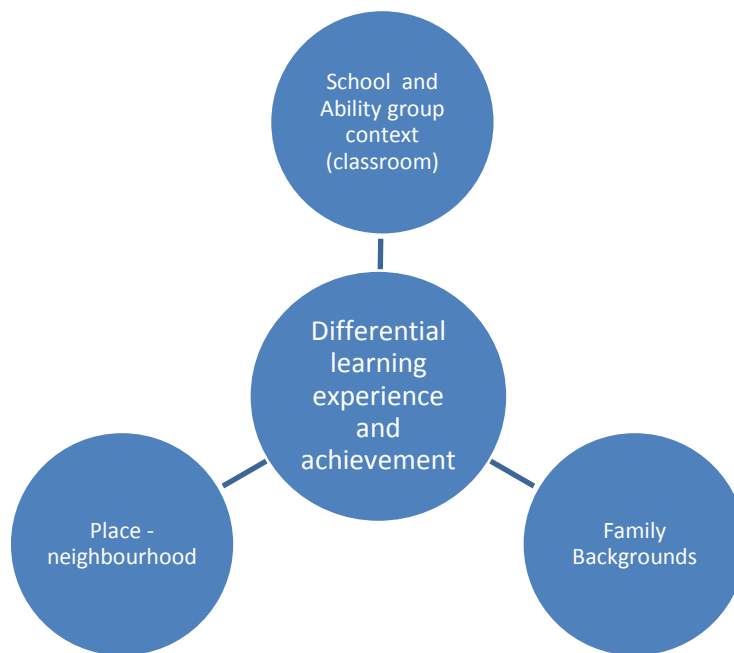 School and
Ability group
context
(classroom)
Differential
learning
experience
and
achievement
Place -
neighbourhood
Family
Backgrounds